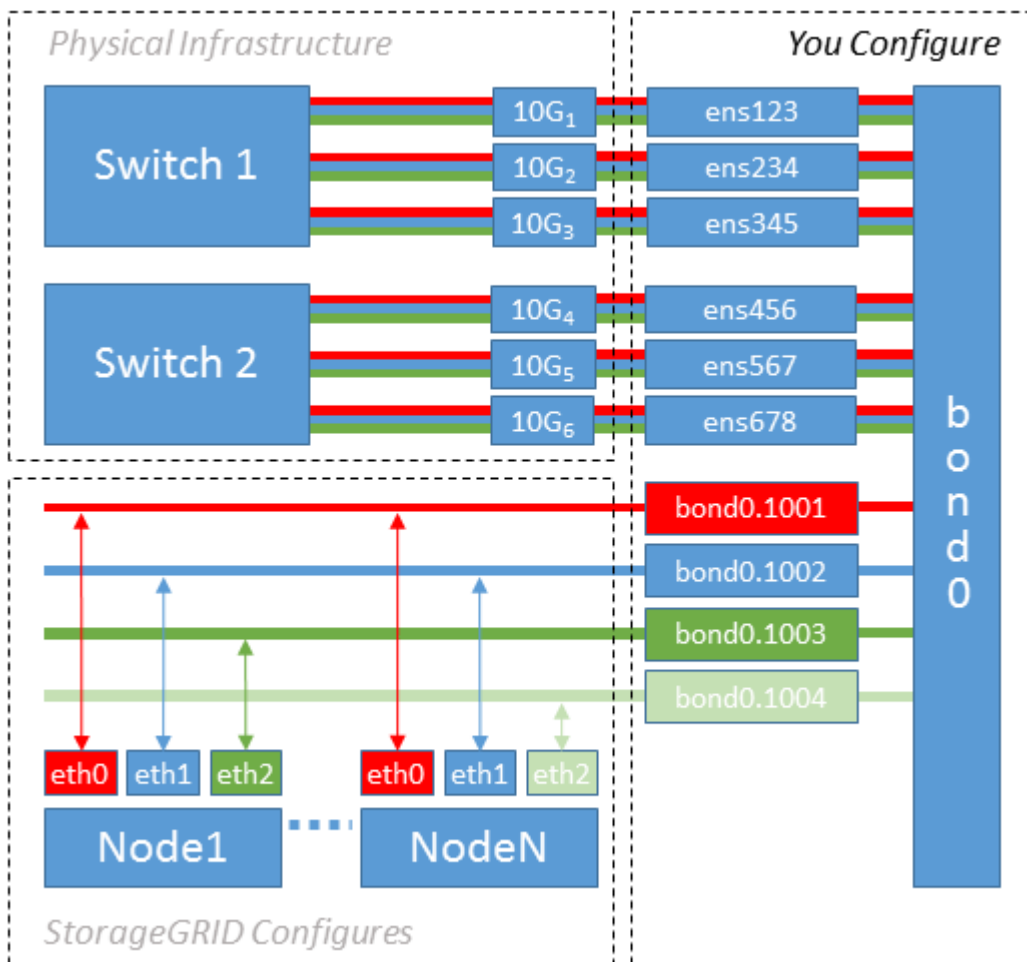 Physical Infrastructure
You Configure
Switch 1
10G₁
ens123
10G₂
ens234
10G₃
ens345
Switch 2
10G₄
ens456
10G₅
ens567
10G₆
ens678
bond0
bond0.1001
bond0.1002
bond0.1003
bond0.1004
eth0
eth1
eth2
eth0
eth1
eth2
Node1
NodeN
StorageGRID Configures